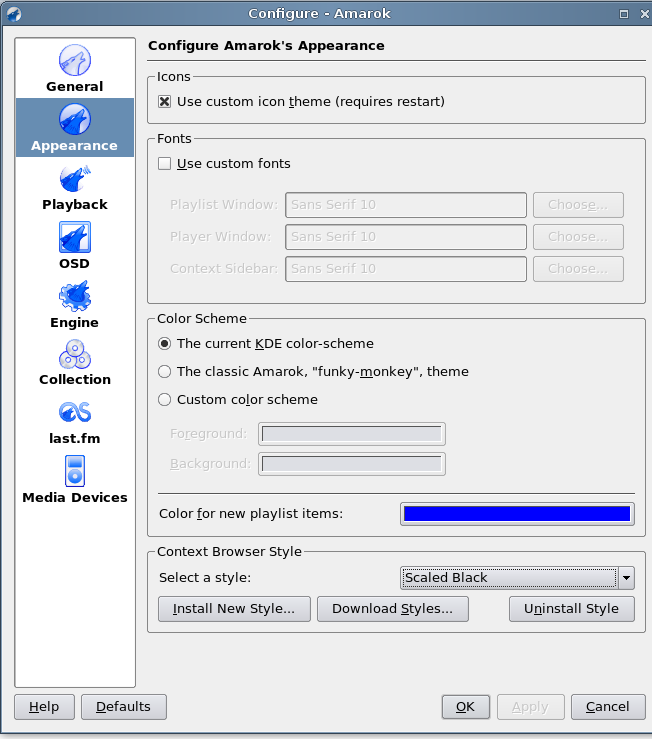 Configure - Amarok
General
Appearance
Playback
OSD
Engine
Collection
last.fm
Media Devices
Configure Amarok's Appearance
Icons
Use custom icon theme (requires restart)
Fonts
Use custom fonts
Playlist Window: Sans Serif 10 Choose...
Player Window: Sans Serif 10 Choose...
Context Sidebar: Sans Serif 10 Choose...
Color Scheme
The current KDE color-scheme
The classic Amarok, "funky-monkey", theme
Custom color scheme
Foreground:
Background:
Color for new playlist items:
Context Browser Style
Select a style: Scaled Black
Install New Style... Download Styles... Uninstall Style
Help Defaults OK Apply Cancel